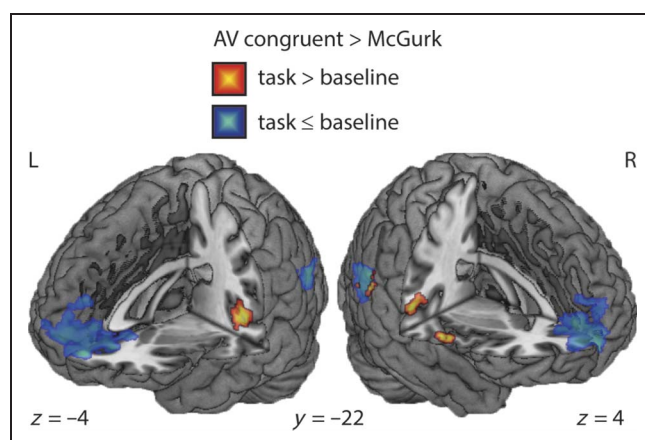 AV congruent > McGurk
task > baseline
task ≤ baseline
L
R
z = –4
y = –22
z = 4